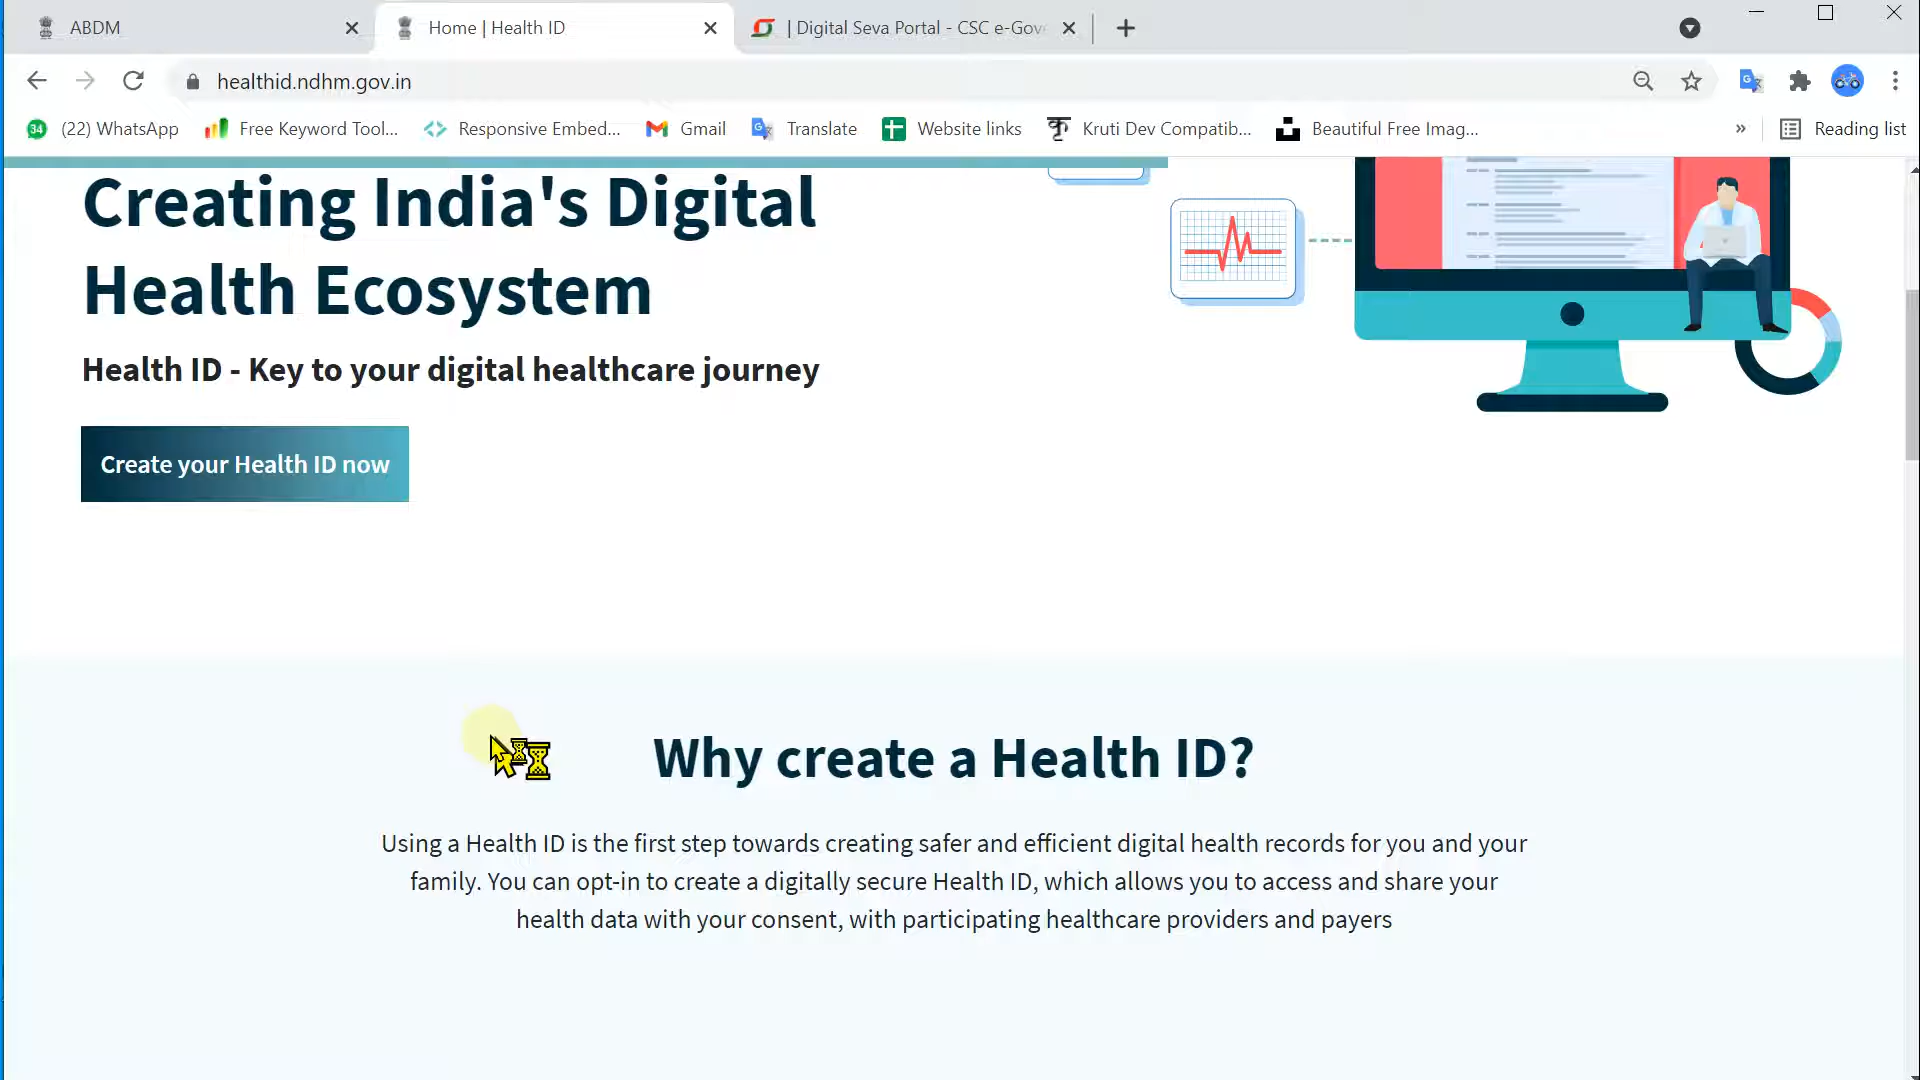 ABDM
Home | Health ID
| Digital Seva Portal - CSC e-Gov
healthid.ndhm.gov.in
34
(22) WhatsApp
Free Keyword Tool...
Responsive Embed...
Gmail
Translate
Website links
Kruti Dev Compatib...
Beautiful Free Imag...
»
Reading list
Creating India's Digital
Health Ecosystem
Health ID - Key to your digital healthcare journey
Create your Health ID now
Why create a Health ID?
Using a Health ID is the first step towards creating safer and efficient digital health records for you and your
family. You can opt-in to create a digitally secure Health ID, which allows you to access and share your
health data with your consent, with participating healthcare providers and payers